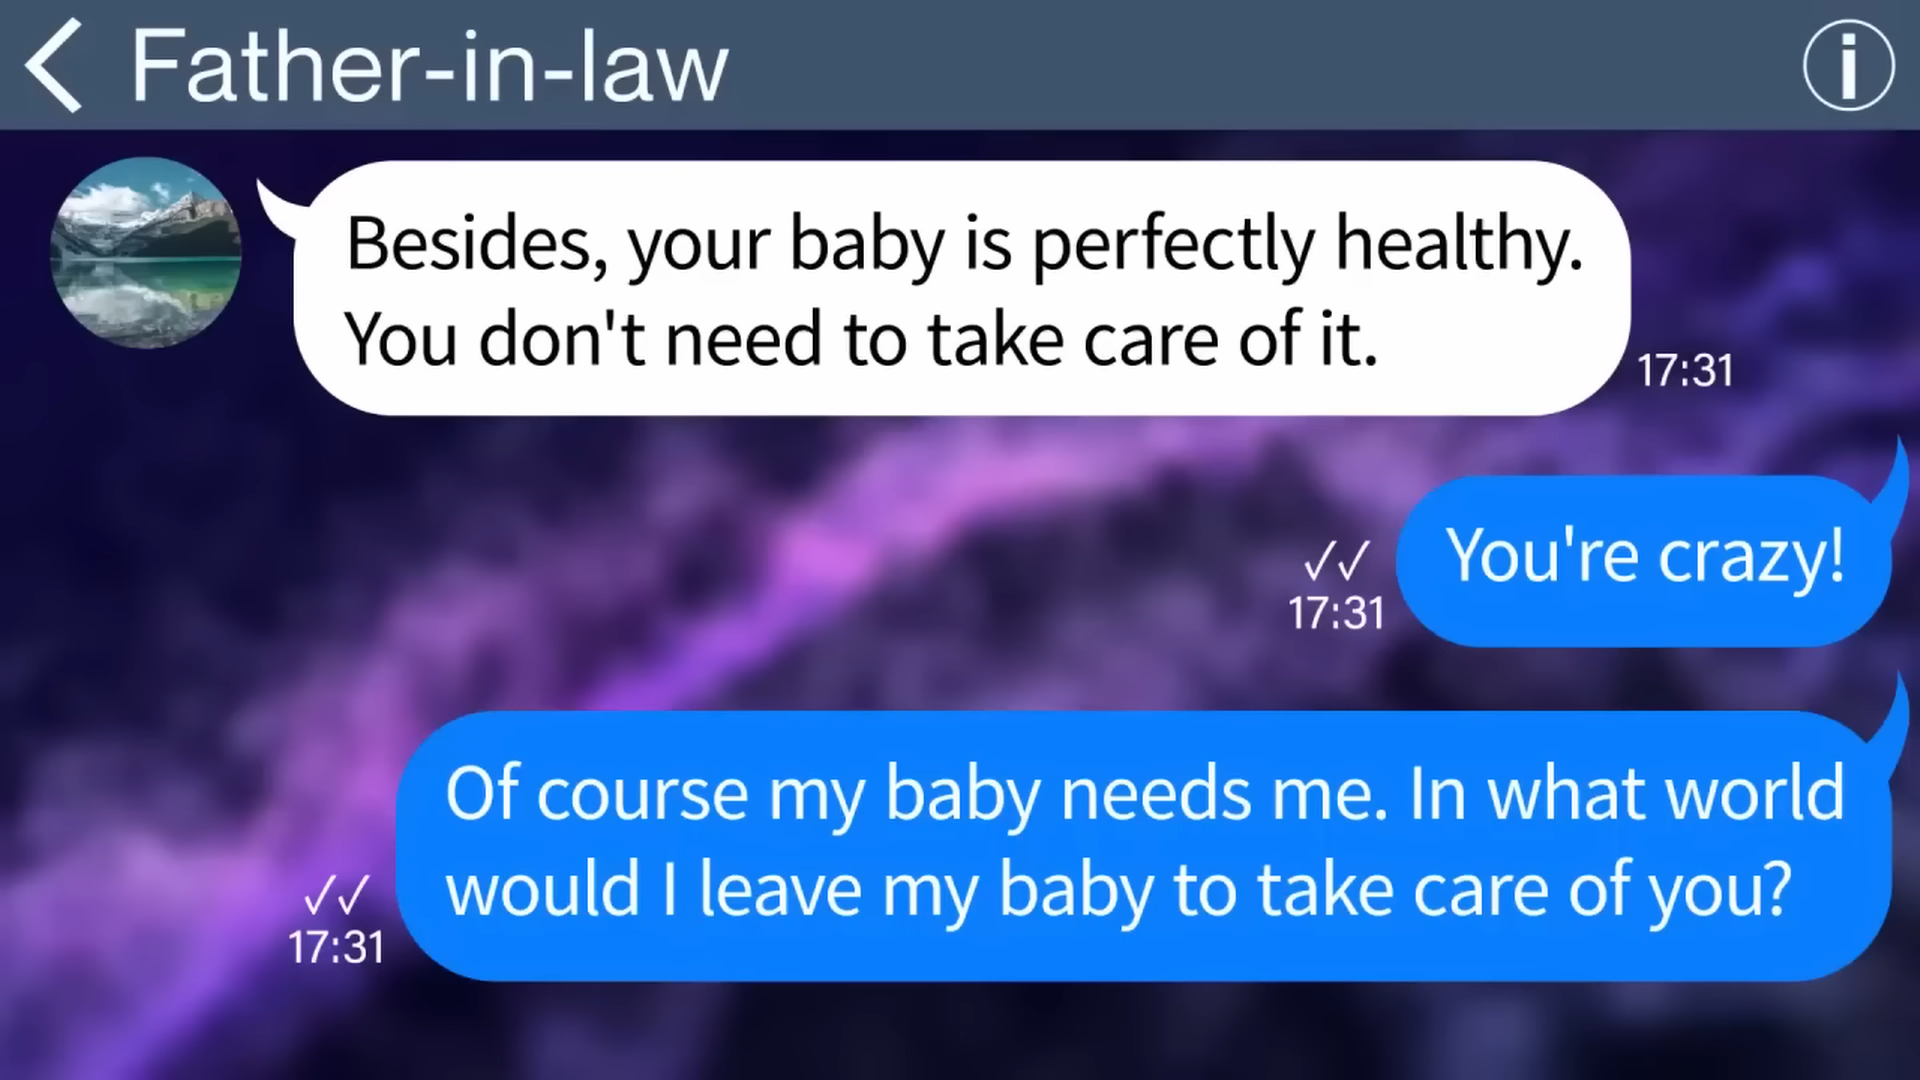 Father-in-law
Besides, your baby is perfectly healthy.
You don't need to take care of it.
17:31
You're crazy!
17:31
Of course my baby needs me. In what world
would I leave my baby to take care of you?
17:31